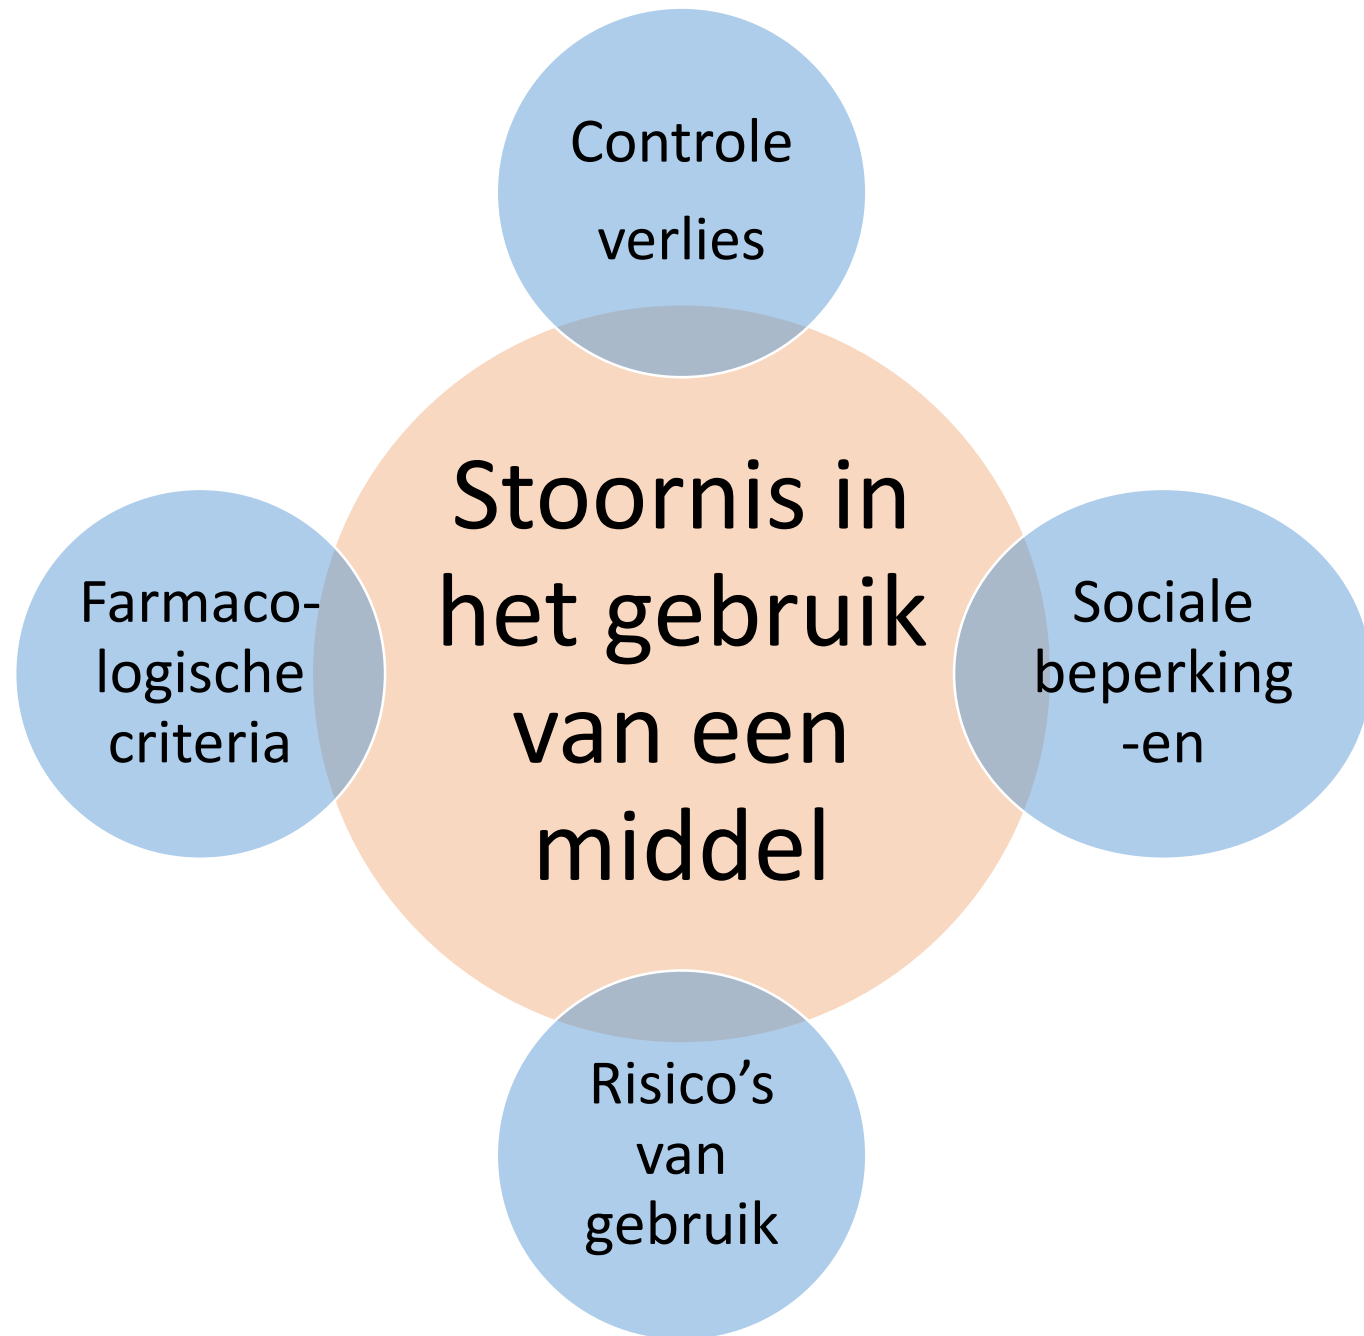 Controle
verlies
Stoornis in
het gebruik
van een
middel
Farmaco-
logische
criteria
Sociale
beperking
-en
Risico’s
van
gebruik